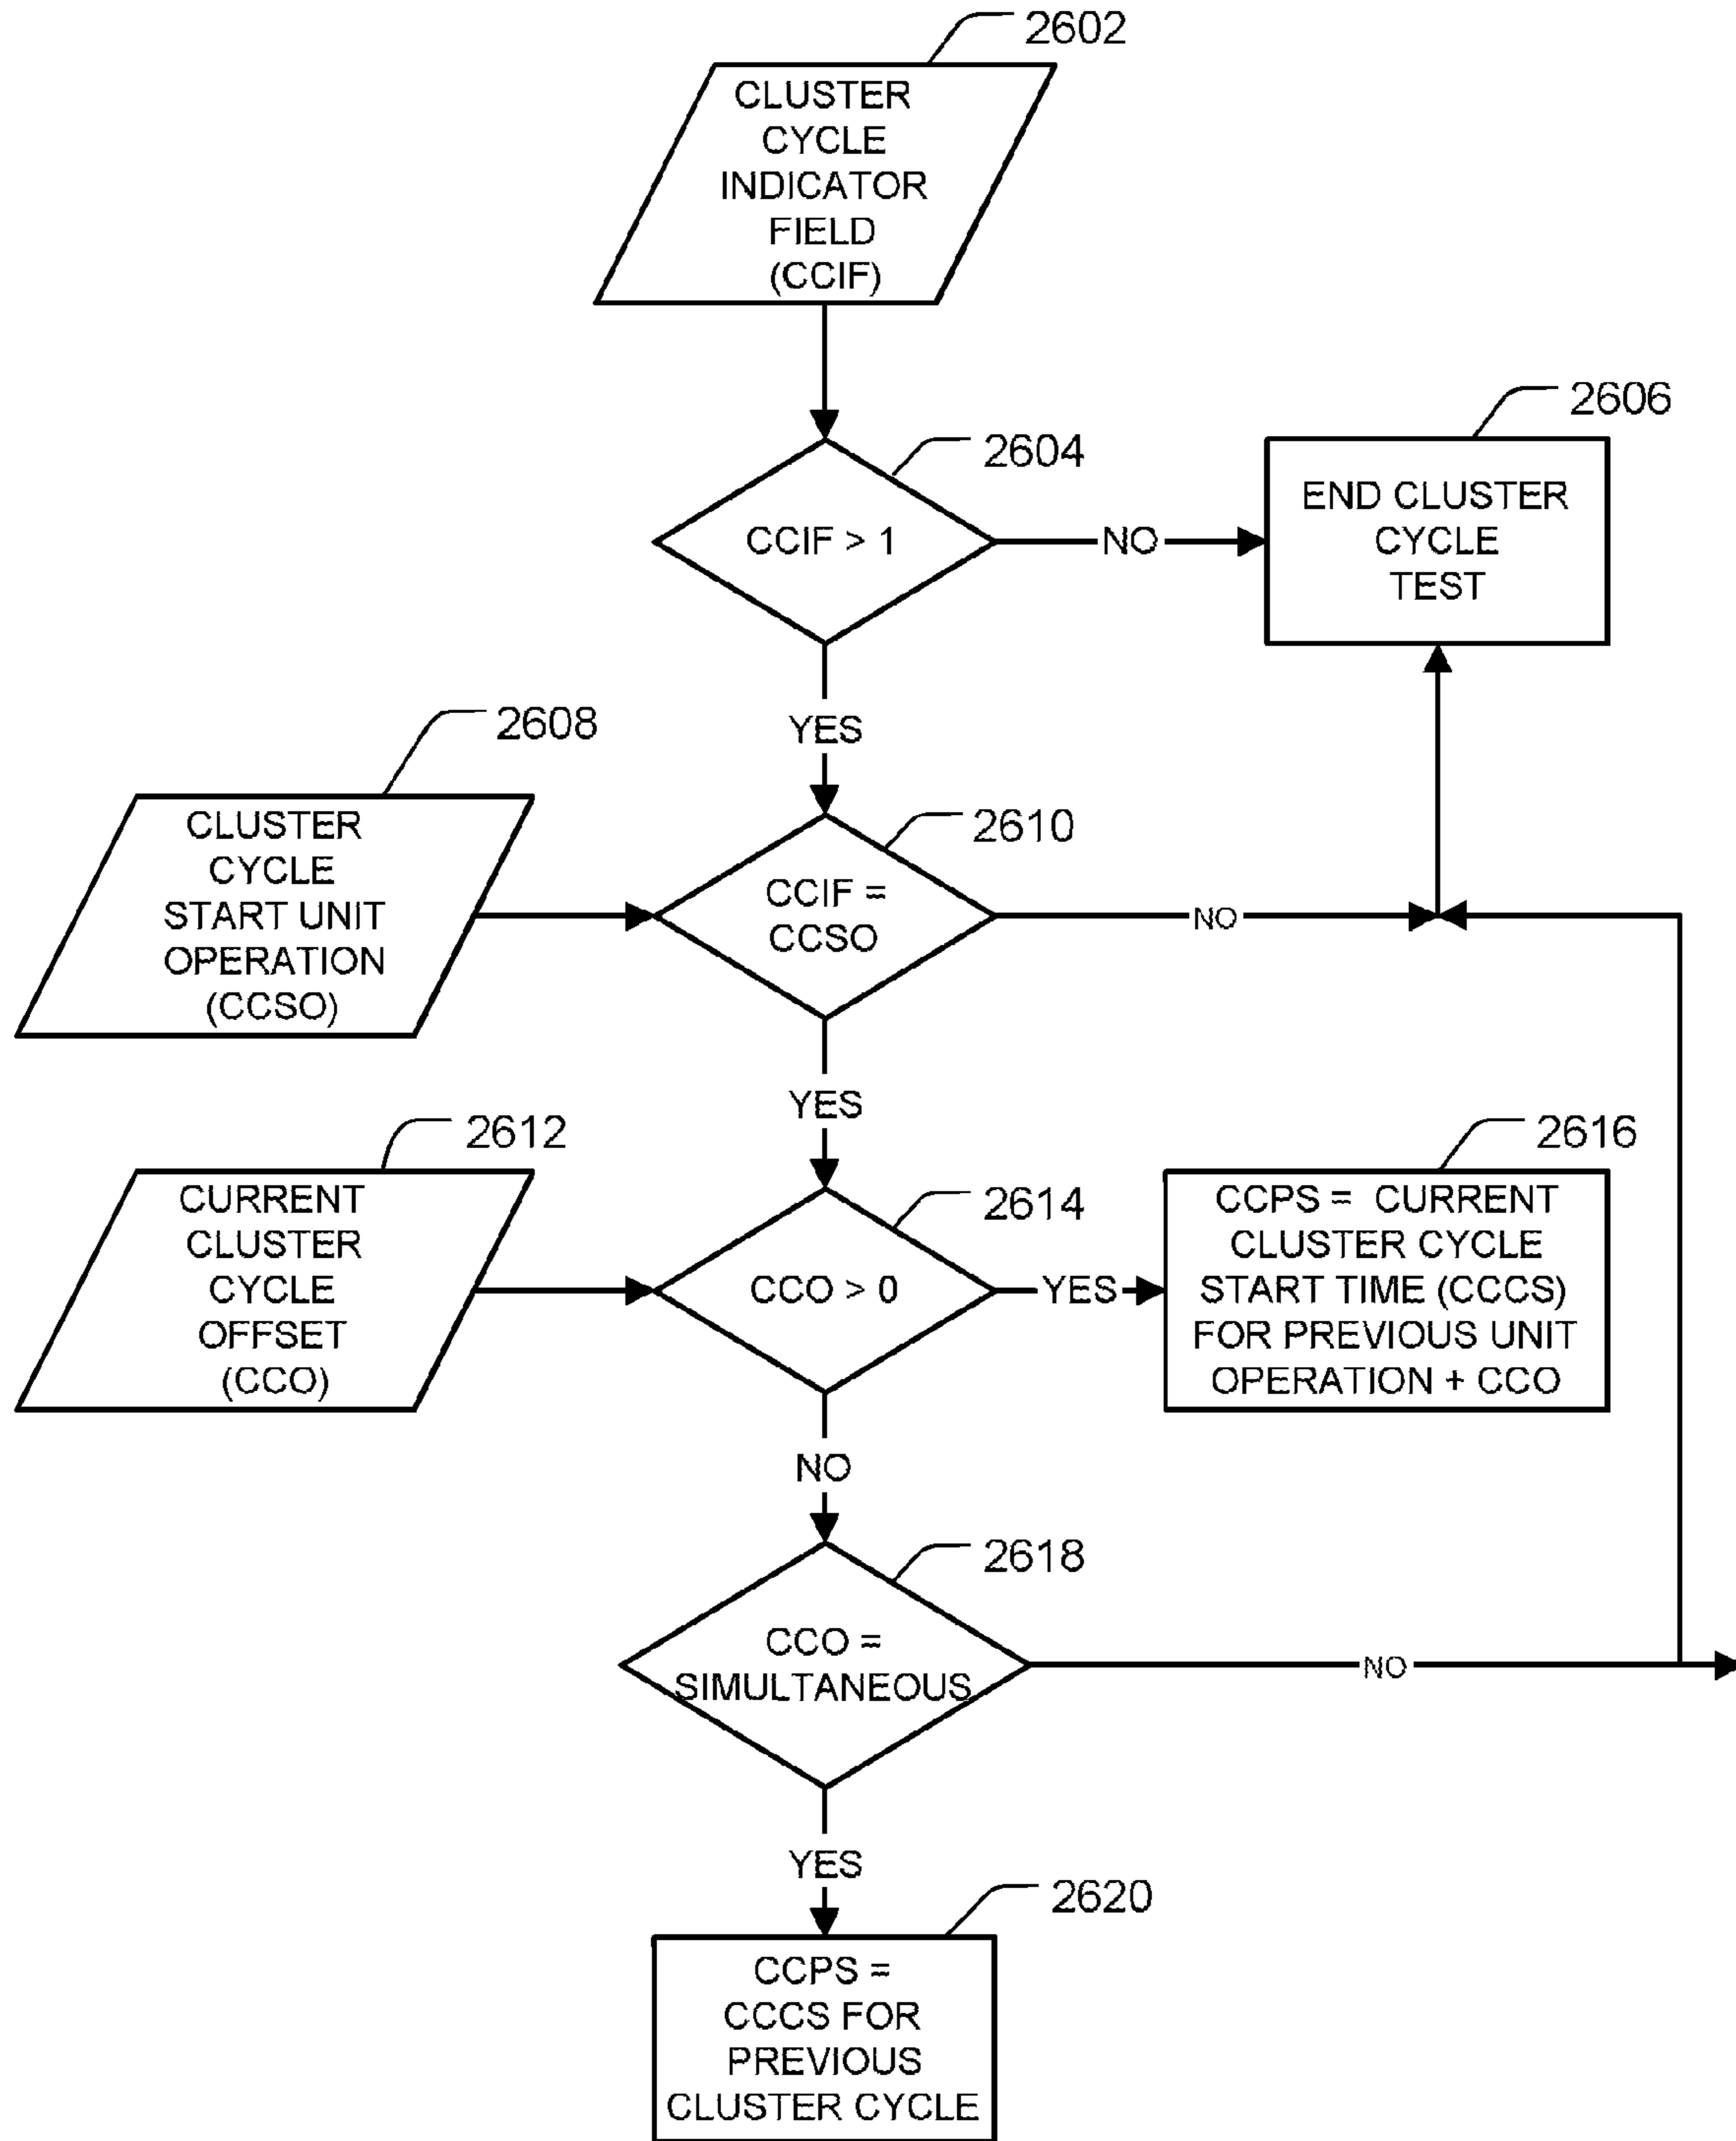 2602
CLUSTER
CYCLE
INDICATOR
FIELD
(CCIF)
2604
CCIF > 1
NO
2606
END CLUSTER
CYCLE
TEST
YES
2608
CLUSTER
CYCLE
START UNIT
OPERATION
(CCSO)
2610
CCIF =
CCSO
NO
YES
2612
CURRENT
CLUSTER
CYCLE
OFFSET
(CCO)
2614
CCO > 0
YES
2616
CCPS = CURRENT
CLUSTER CYCLE
START TIME (CCCS)
FOR PREVIOUS UNIT
OPERATION + CCO
NO
2618
CCO =
SIMULTANEOUS
NO
YES
2620
CCPS =
CCCS FOR
PREVIOUS
CLUSTER CYCLE